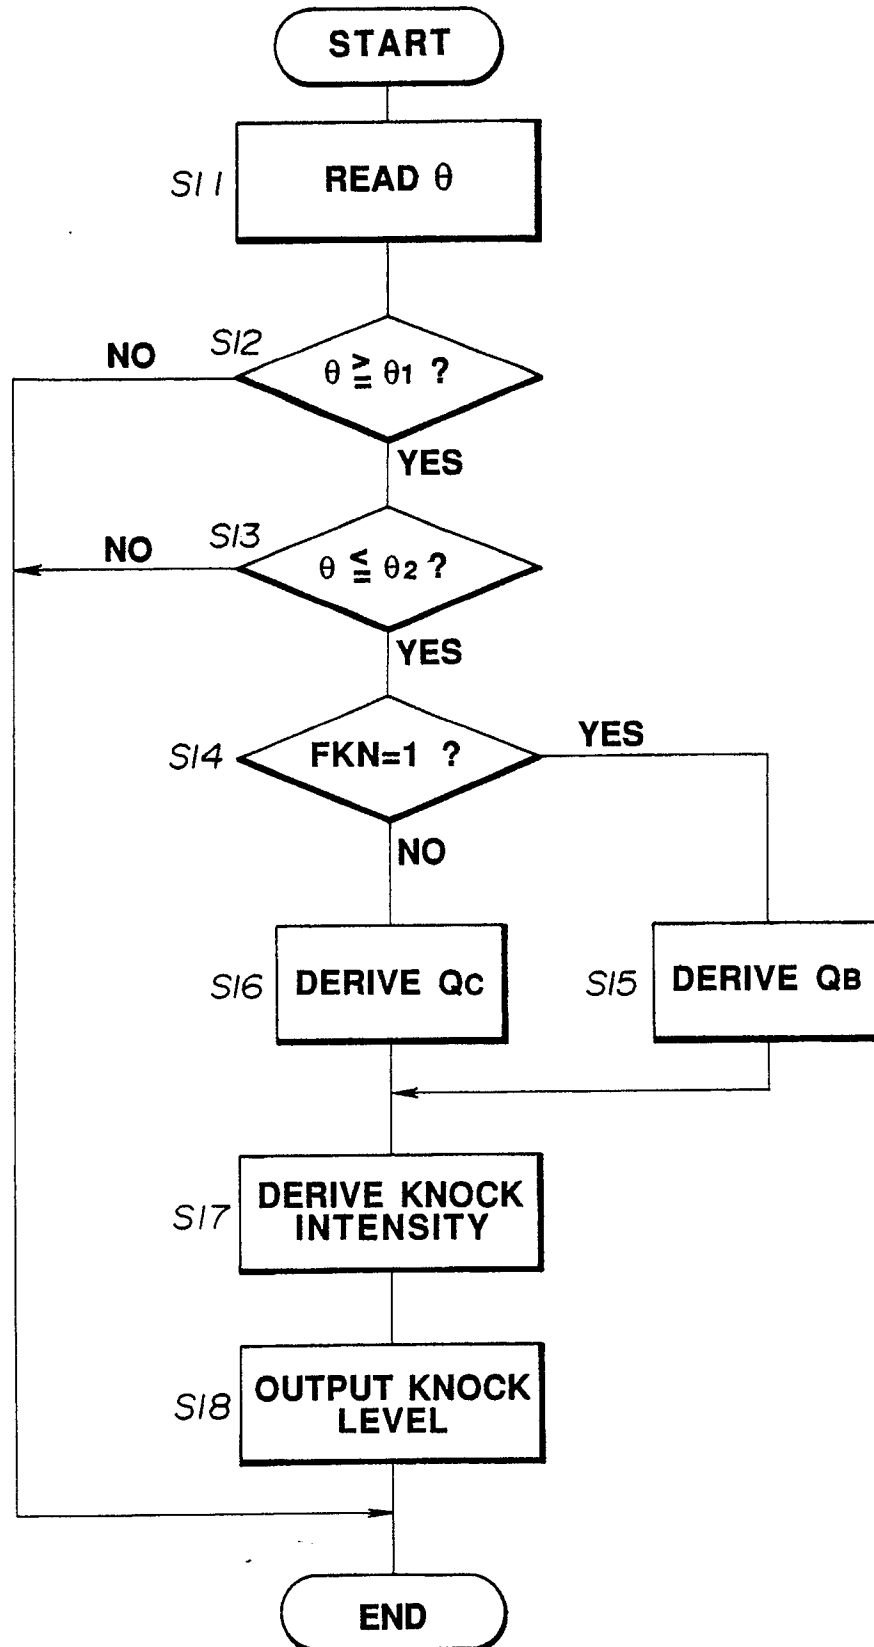 START
S11
READ θ
S12
NO
θ ≧ θ1 ?
YES
S13
NO
θ ≦ θ2 ?
YES
S14
FKN=1 ?
YES
NO
S16
DERIVE QC
S15
DERIVE QB
S17
DERIVE KNOCK
INTENSITY
S18
OUTPUT KNOCK
LEVEL
END